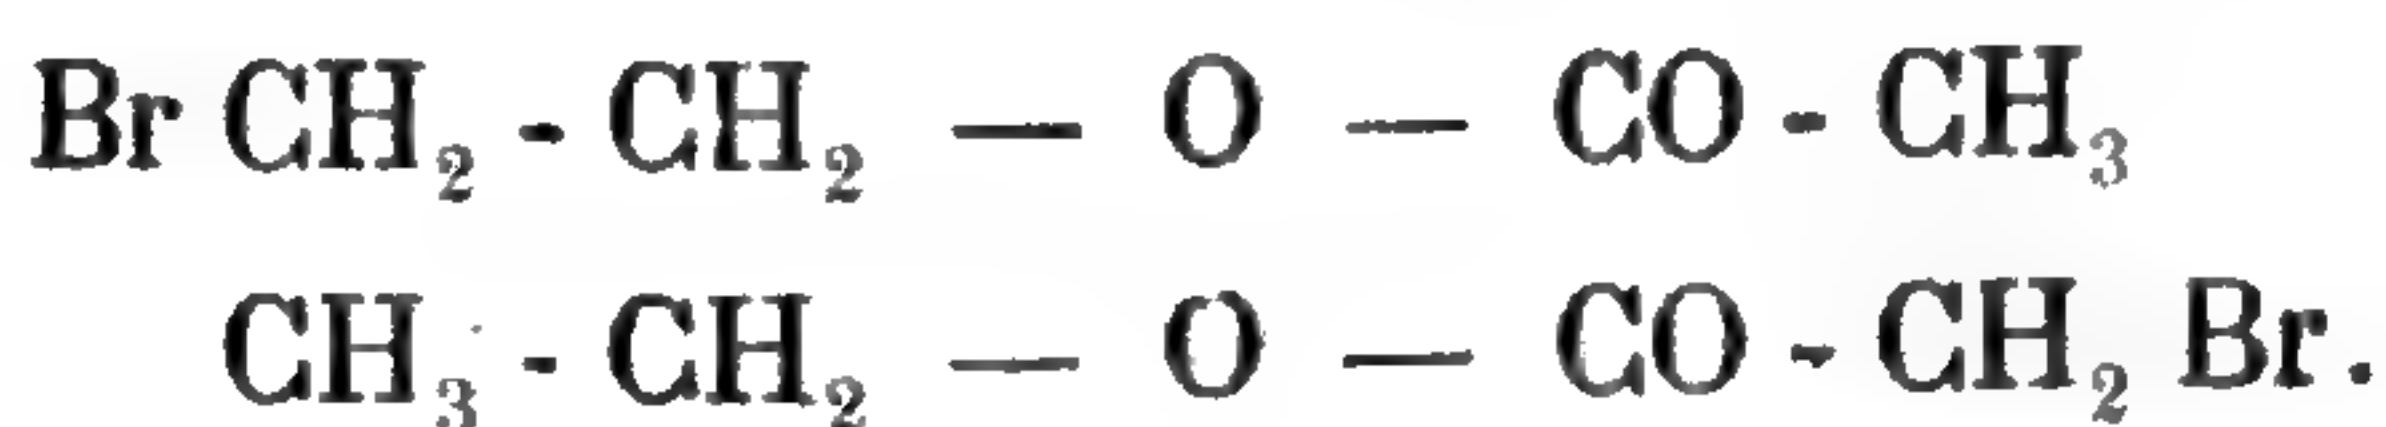 Br CH₂ - CH₂ — O — CO - CH₃
CH₃ - CH₂ — O — CO - CH₂ Br.